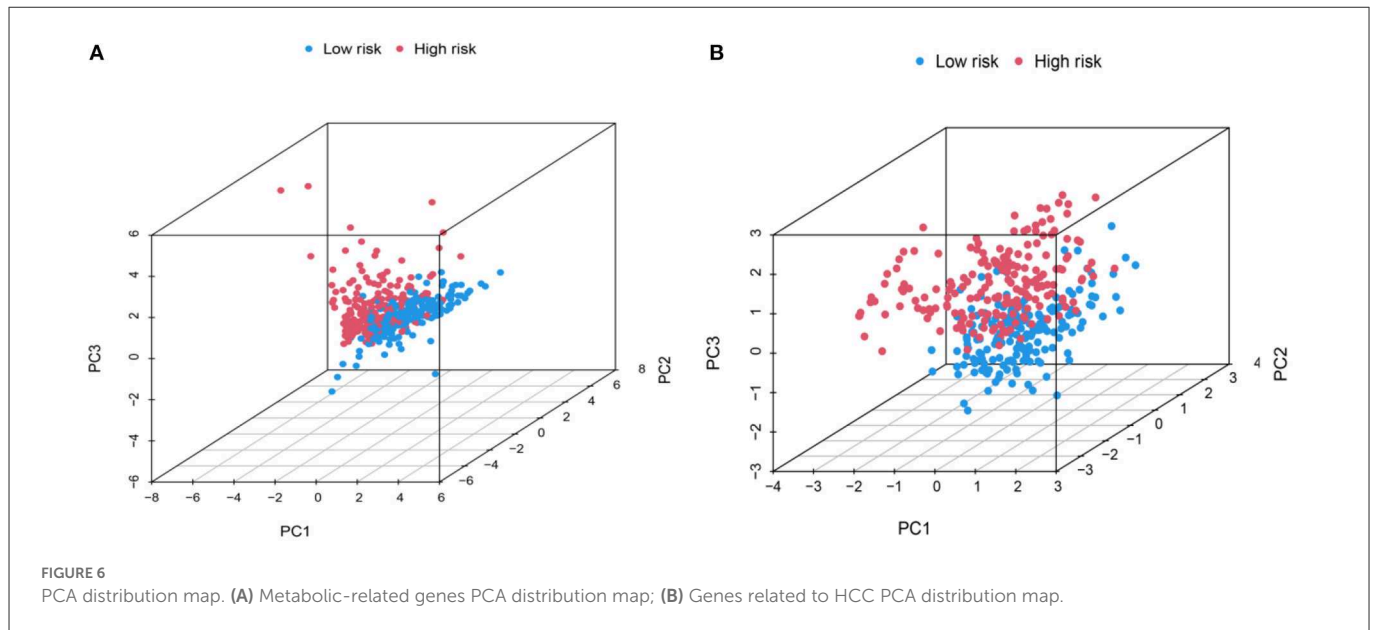 A
Low risk High risk
6
4
2
0
−2
−4
−6
PC3
−8 −6 −4 −2 0 2 4 6
PC1
−6
−4
−2
0
2
4
6
8
PC2
B
Low risk High risk
3
2
1
0
−1
−2
−3
PC3
−4 −3 −2 −1 0 1 2 3
PC1
−3
−2
−1
0
1
2
3
4
PC2
FIGURE 6
PCA distribution map. (A) Metabolic-related genes PCA distribution map; (B) Genes related to HCC PCA distribution map.